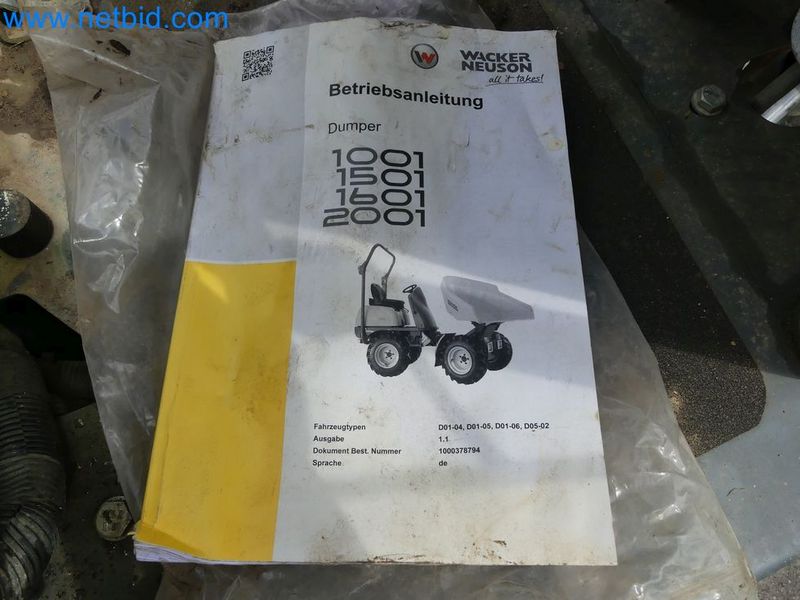 www.netbid.com
W
WACKER
NEUSON
all it takes!
Betriebsanleitung
Dumper
1001
1501
1601
2001
Fahrzeugtypen D01-04, D01-05, D01-06, D05-02
Ausgabe 1.1
Dokument Best. Nummer 1000378794
Sprache de